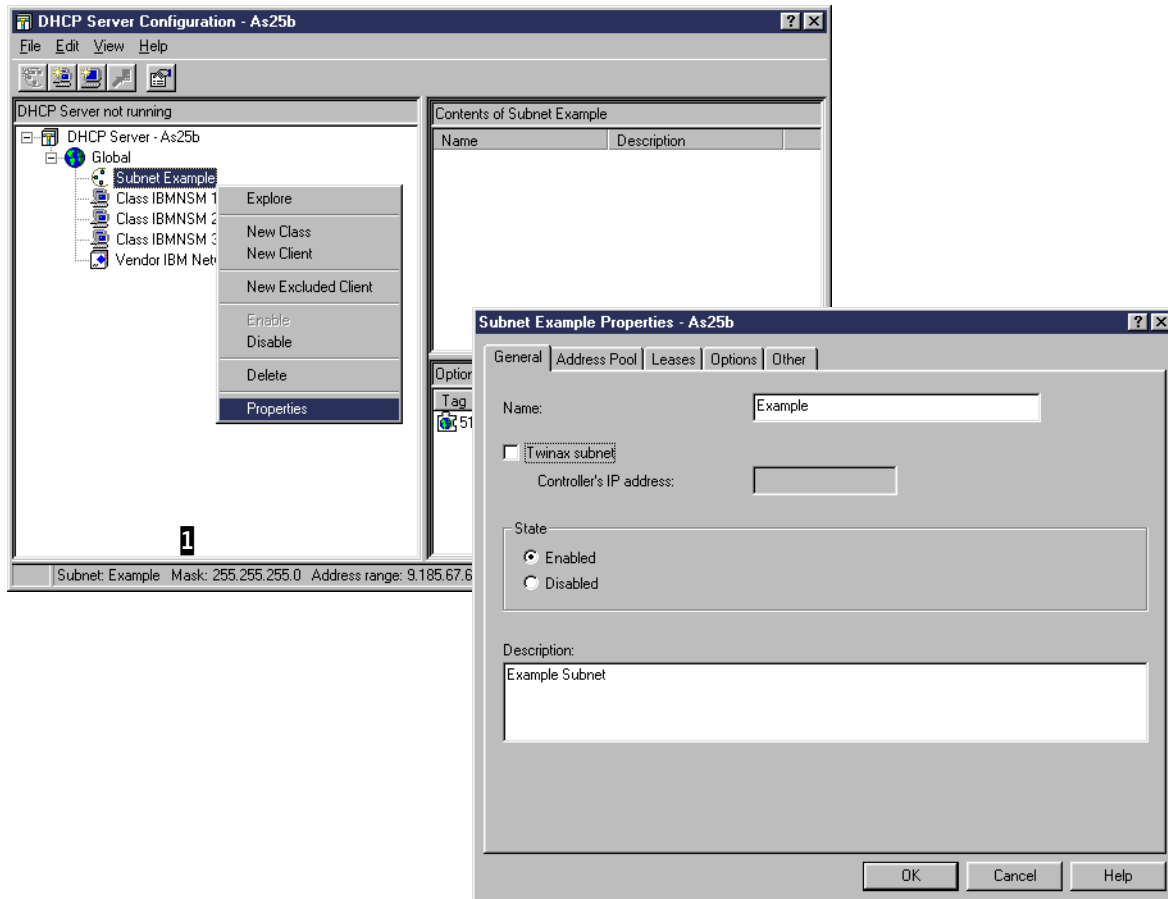 DHCP Server Configuration - As25b
File Edit View Help
DHCP Server not running
DHCP Server - As25b
Global
Subnet Example
Class IBMNSM 1
Class IBMNSM 2
Class IBMNSM 3
Vendor IBM
Explore
New Class
New Client
New Excluded Client
Enable
Disable
Delete
Properties
Contents of Subnet Example
Name Description
Tag
51
1
Subnet: Example Mask: 255.255.255.0 Address range: 9.185.67.6
Subnet Example Properties - As25b
General Address Pool Leases Options Other
Name: Example
Twinax subnet
Controller's IP address:
State
Enabled
Disabled
Description:
Example Subnet
OK Cancel Help